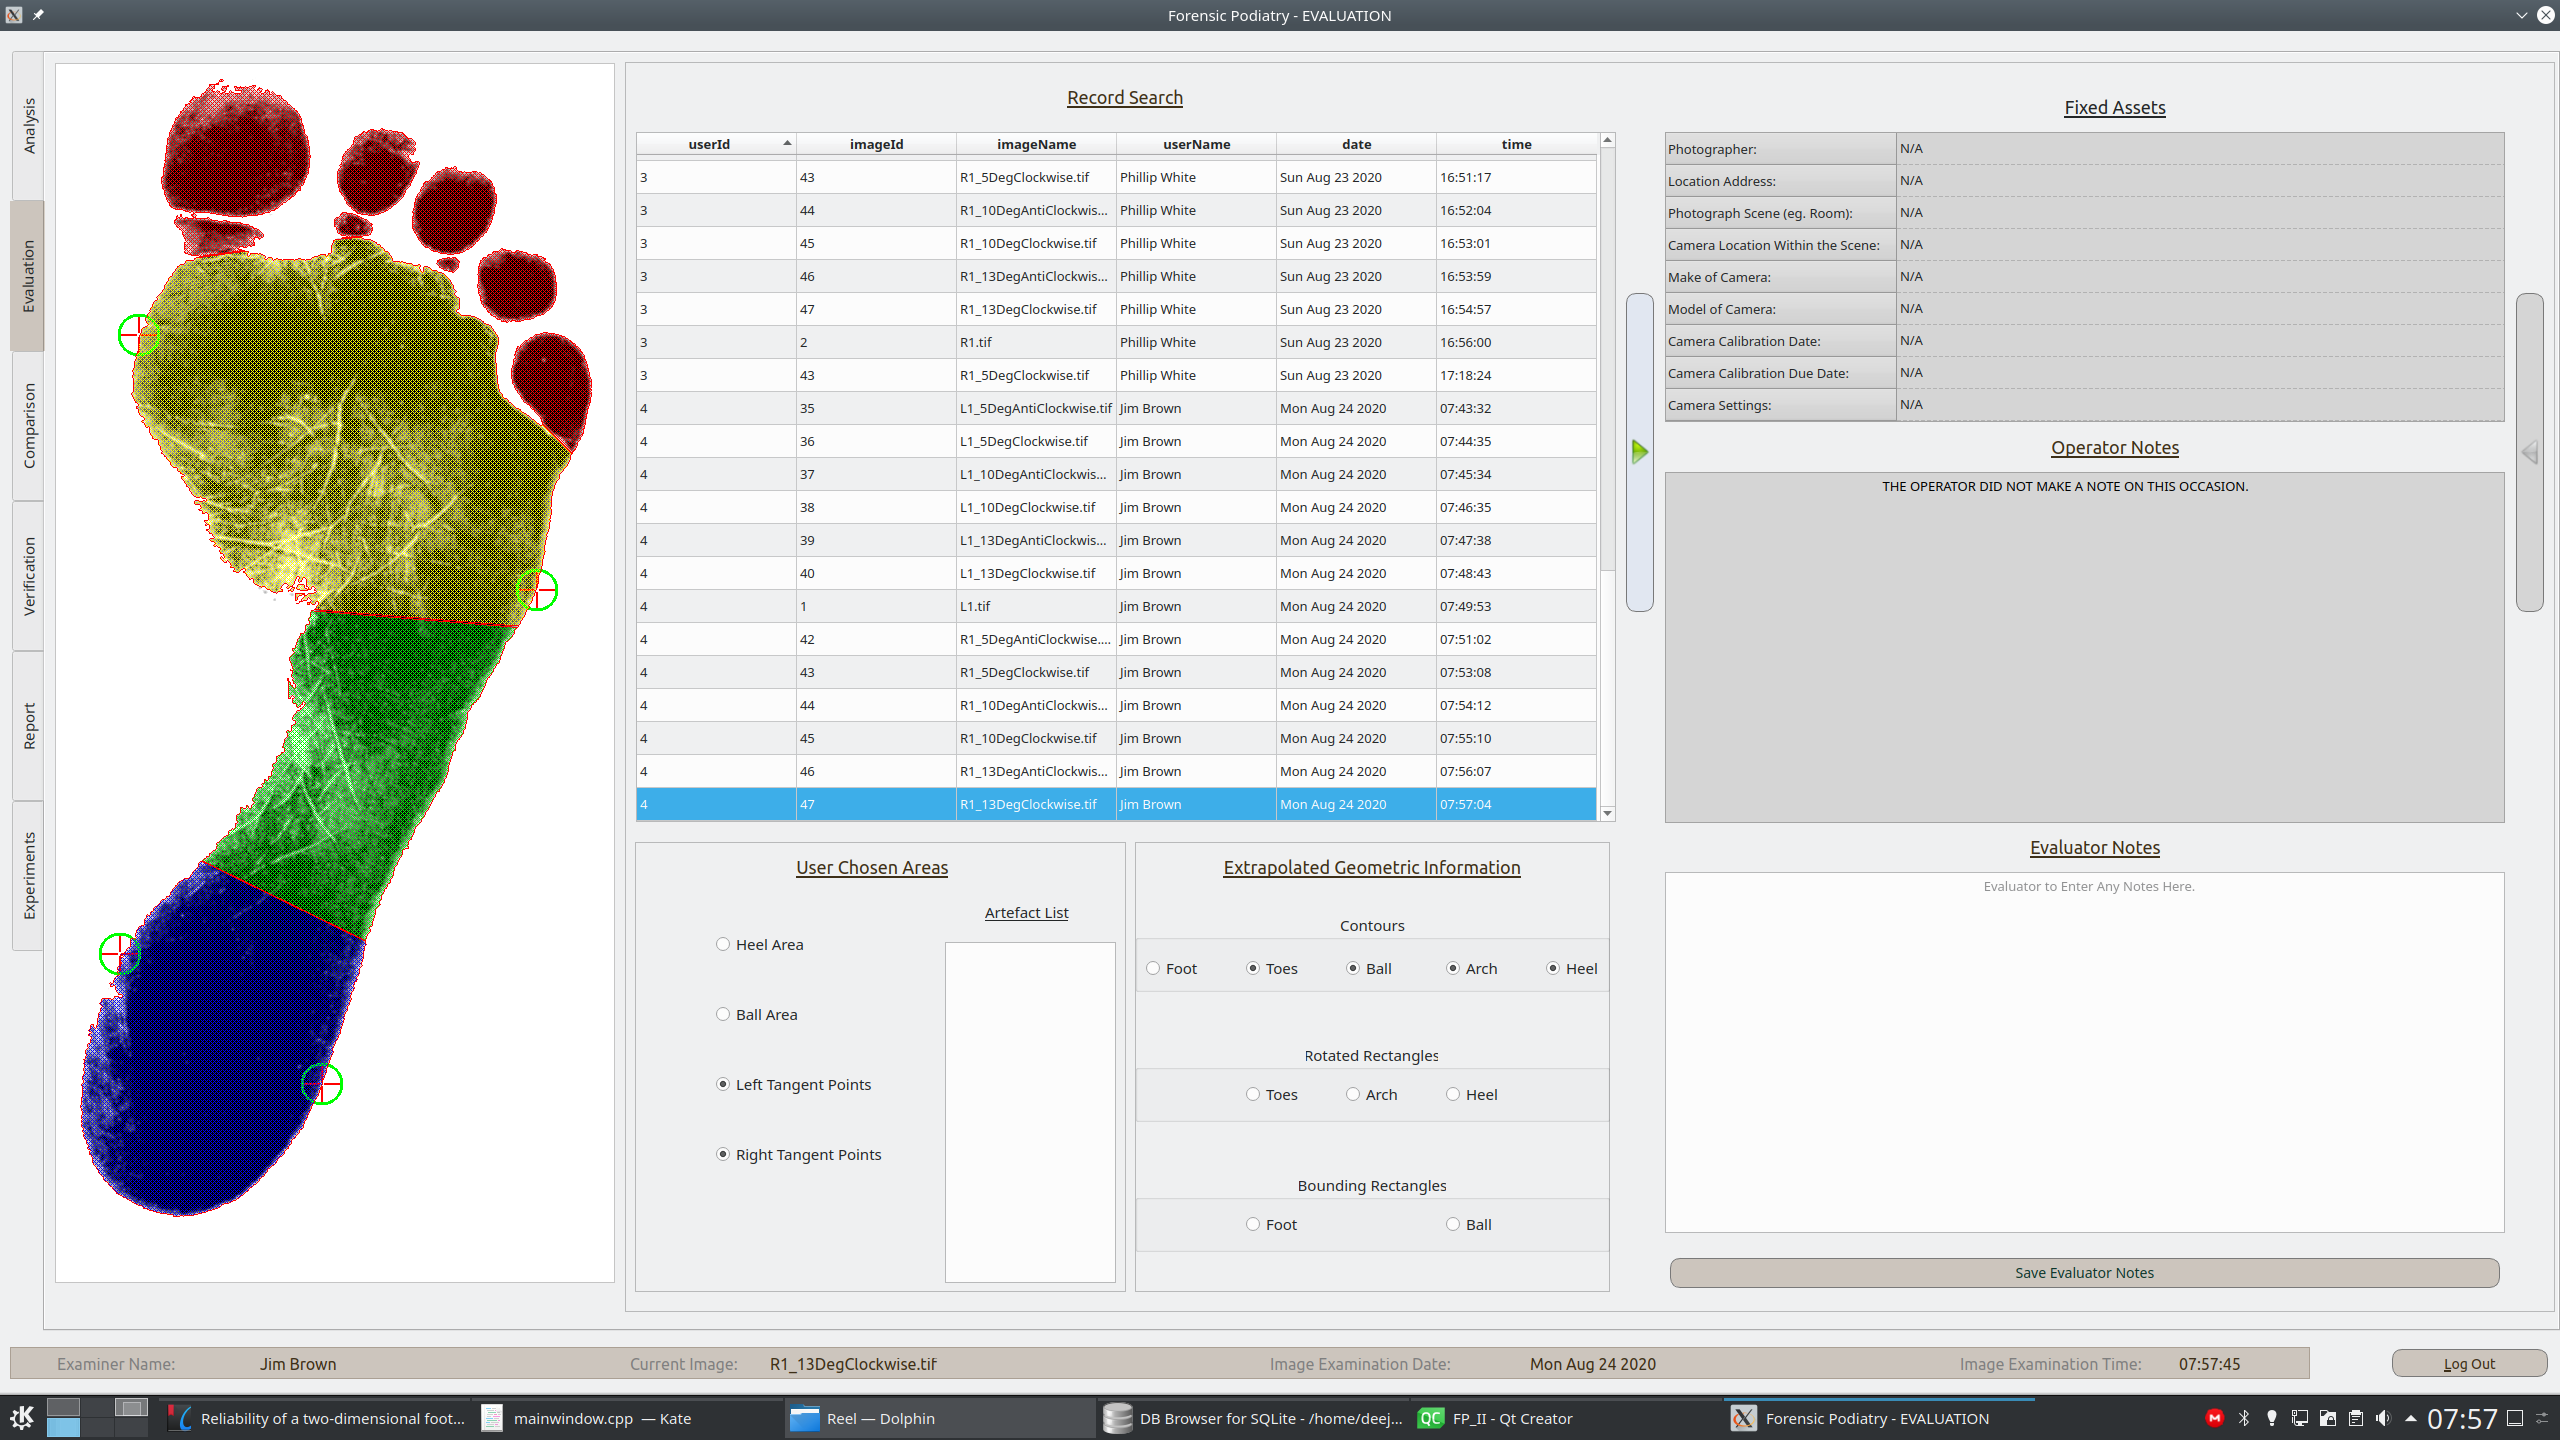 Forensic Podiatry - EVALUATION
Analysis
Evaluation
Comparison
Verification
Report
Experiments
Record Search
userId imageId imageName userName date time
3 43 R1_5DegClockwise.tif Phillip White Sun Aug 23 2020 16:51:17
3 44 R1_10DegAntiClockwis... Phillip White Sun Aug 23 2020 16:52:04
3 45 R1_10DegClockwise.tif Phillip White Sun Aug 23 2020 16:53:01
3 46 R1_13DegAntiClockwis... Phillip White Sun Aug 23 2020 16:53:59
3 47 R1_13DegClockwise.tif Phillip White Sun Aug 23 2020 16:54:57
3 2 R1.tif Phillip White Sun Aug 23 2020 16:56:00
3 43 R1_5DegClockwise.tif Phillip White Sun Aug 23 2020 17:18:24
4 35 L1_5DegAntiClockwise.tif Jim Brown Mon Aug 24 2020 07:43:32
4 36 L1_5DegClockwise.tif Jim Brown Mon Aug 24 2020 07:44:35
4 37 L1_10DegAntiClockwis... Jim Brown Mon Aug 24 2020 07:45:34
4 38 L1_10DegClockwise.tif Jim Brown Mon Aug 24 2020 07:46:35
4 39 L1_13DegAntiClockwis... Jim Brown Mon Aug 24 2020 07:47:38
4 40 L1_13DegClockwise.tif Jim Brown Mon Aug 24 2020 07:48:43
4 1 L1.tif Jim Brown Mon Aug 24 2020 07:49:53
4 42 R1_5DegAntiClockwise.... Jim Brown Mon Aug 24 2020 07:51:02
4 43 R1_5DegClockwise.tif Jim Brown Mon Aug 24 2020 07:53:08
4 44 R1_10DegAntiClockwis... Jim Brown Mon Aug 24 2020 07:54:12
4 45 R1_10DegClockwise.tif Jim Brown Mon Aug 24 2020 07:55:10
4 46 R1_13DegAntiClockwis... Jim Brown Mon Aug 24 2020 07:56:07
4 47 R1_13DegClockwise.tif Jim Brown Mon Aug 24 2020 07:57:04
User Chosen Areas
Artefact List
Heel Area
Ball Area
Left Tangent Points
Right Tangent Points
Extrapolated Geometric Information
Contours
Foot Toes Ball Arch Heel
Rotated Rectangles
Toes Arch Heel
Bounding Rectangles
Foot Ball
Fixed Assets
Photographer: N/A
Location Address: N/A
Photograph Scene (eg. Room): N/A
Camera Location Within the Scene: N/A
Make of Camera: N/A
Model of Camera: N/A
Camera Calibration Date: N/A
Camera Calibration Due Date: N/A
Camera Settings: N/A
Operator Notes
THE OPERATOR DID NOT MAKE A NOTE ON THIS OCCASION.
Evaluator Notes
Evaluator to Enter Any Notes Here.
Save Evaluator Notes
Examiner Name: Jim Brown Current Image: R1_13DegClockwise.tif Image Examination Date: Mon Aug 24 2020 Image Examination Time: 07:57:45 Log Out
Reliability of a two-dimensional foot... mainwindow.cpp — Kate Reel — Dolphin DB Browser for SQLite - /home/deej... QC FP_II - Qt Creator Forensic Podiatry - EVALUATION M 07:57